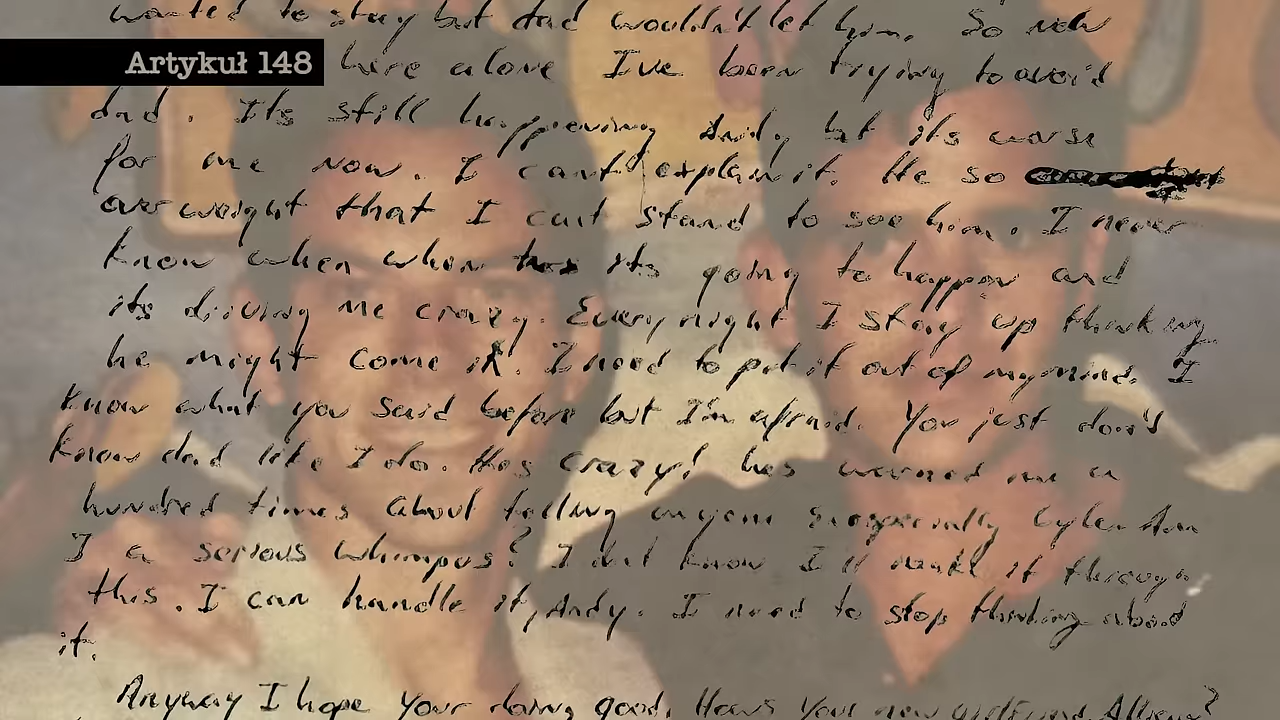 wanted to stay but dad wouldn't let him. So now
Artykuł 148
here alone I've been trying to avoid
dad. Its still happening Andy but its worse
for me now. I cant explain it. He so
overweight that I cant stand to see him. I never
know when when its going to happen and
its driving me crazy. Every night I stay up thinking
he might come in. I need to put it out of my mind. I
know what you said before but I'm afraid. You just don't
know dad like I do. Hes crazy! hes warned me a
hundred times about telling anyone
I a serious whimpus? I dont know I'll make it through
this. I can handle it, Andy. I need to stop thinking about
it.
Anyway I hope your doing good. Hows your new girlfriend